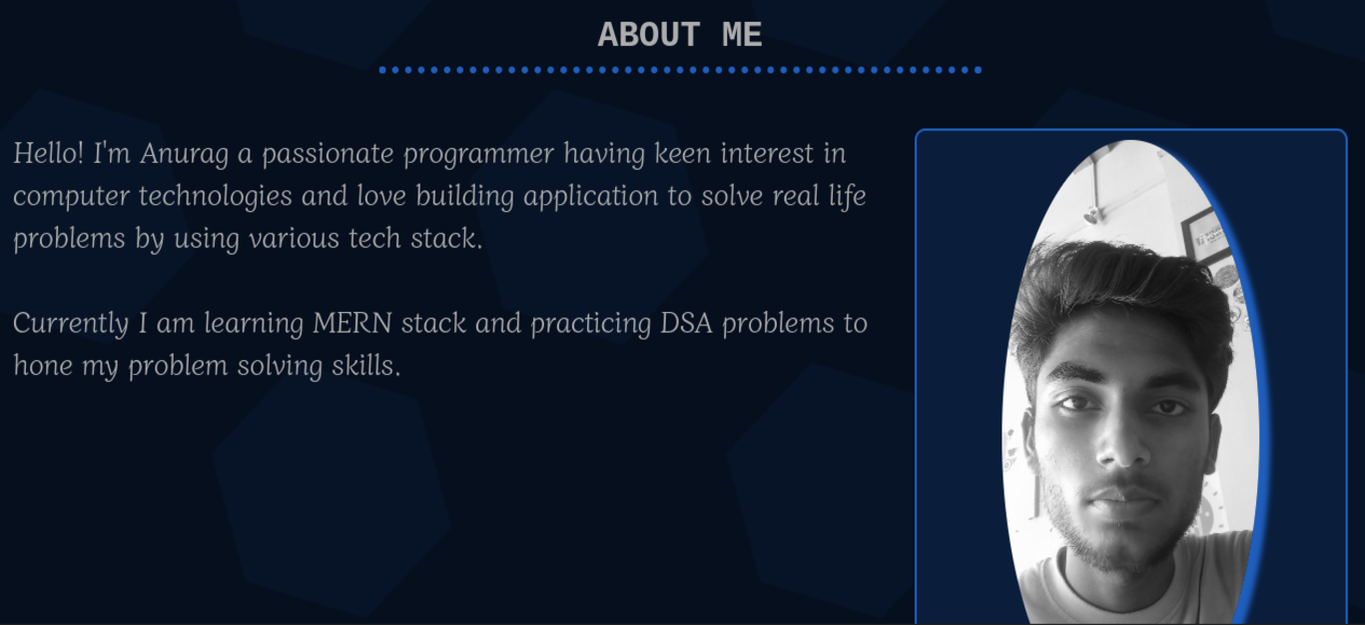 ABOUT ME
Hello! I'm Anurag a passionate programmer having keen interest in
computer technologies and love building application to solve real life
problems by using various tech stack.
Currently I am learning MERN stack and practicing DSA problems to
hone my problem solving skills.